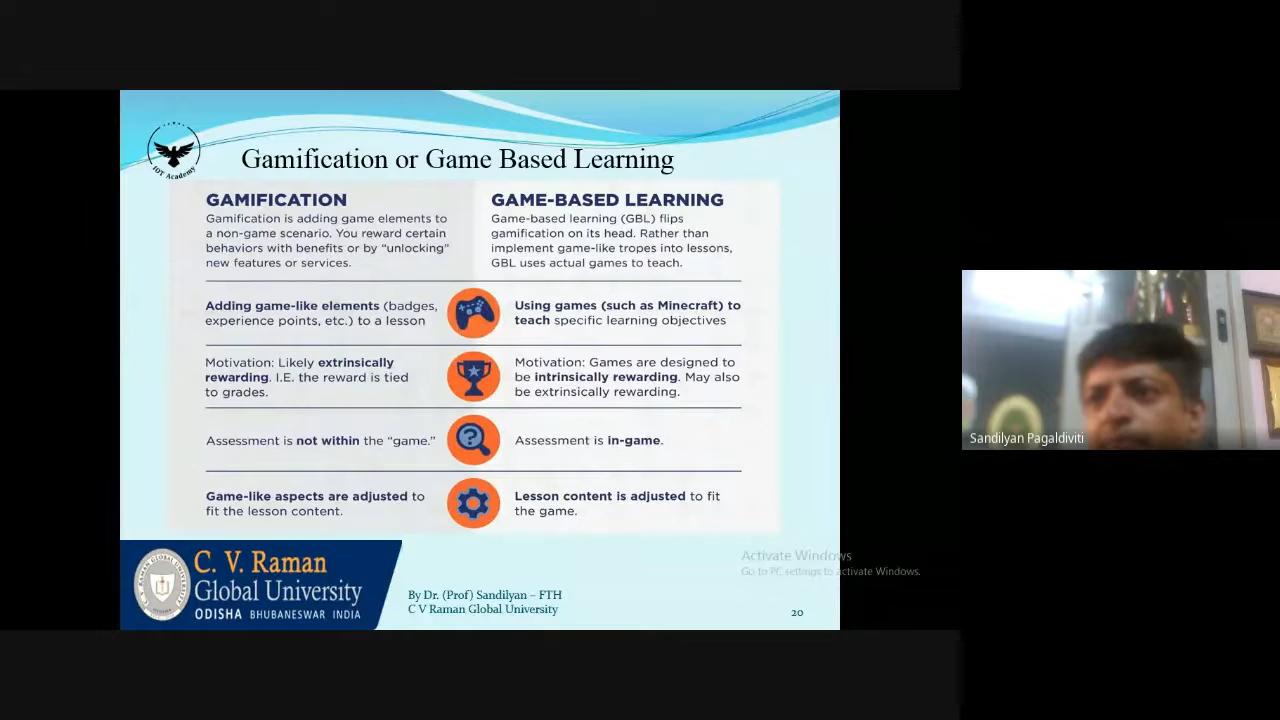 IOT Academy
Gamification or Game Based Learning
GAMIFICATION
Gamification is adding game elements to
a non-game scenario. You reward certain
behaviors with benefits or by “unlocking”
new features or services.
GAME-BASED LEARNING
Game-based learning (GBL) flips
gamification on its head. Rather than
implement game-like tropes into lessons,
GBL uses actual games to teach.
Adding game-like elements (badges,
experience points, etc.) to a lesson
Using games (such as Minecraft) to
teach specific learning objectives
Motivation: Likely extrinsically
rewarding. I.E. the reward is tied
to grades.
Motivation: Games are designed to
be intrinsically rewarding. May also
be extrinsically rewarding.
Assessment is not within the “game.”
Assessment is in-game.
Game-like aspects are adjusted to
fit the lesson content.
Lesson content is adjusted to fit
the game.
C. V. Raman
Global University
ODISHA BHUBANESWAR INDIA
By Dr. (Prof) Sandilyan – FTH
C V Raman Global University
20
Activate Windows
Go to PC settings to activate Windows.
Sandilyan Pagaldiviti